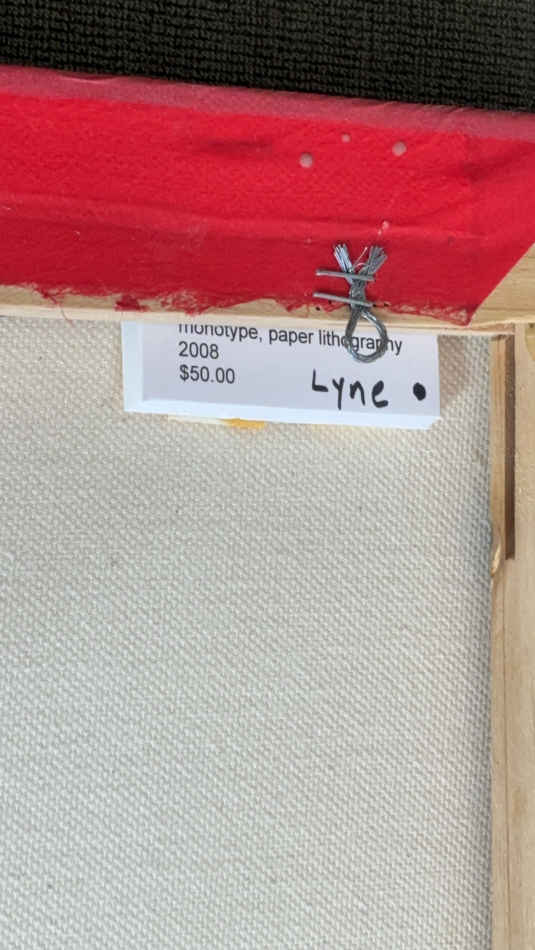 monotype, paper lithography
2008
$50.00
Lyne •